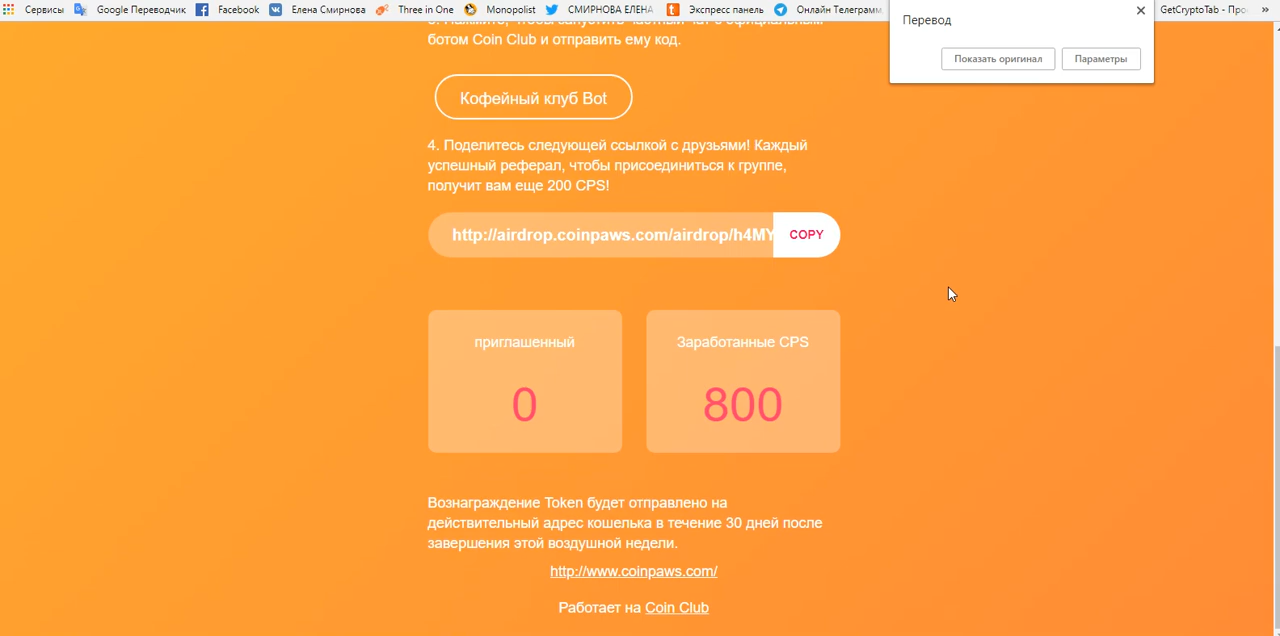 Сервисы Google Переводчик Facebook Елена Смирнова Three in One Monopolist СМИРНОВА ЕЛЕНА Экспресс панель Онлайн Телеграмм GetCryptoTab - Про »
Перевод
Показать оригинал Параметры
ботом Coin Club и отправить ему код.
Кофейный клуб Bot
4. Поделитесь следующей ссылкой с друзьями! Каждый
успешный реферал, чтобы присоединиться к группе,
получит вам еще 200 CPS!
http://airdrop.coinpaws.com/airdrop/h4MY COPY
приглашенный Заработанные CPS
0 800
Вознаграждение Token будет отправлено на
действительный адрес кошелька в течение 30 дней после
завершения этой воздушной недели.
http://www.coinpaws.com/
Работает на Coin Club